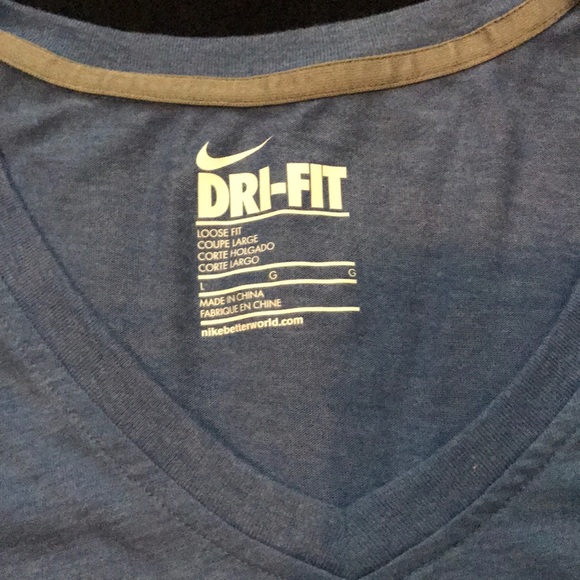 DRI-FIT
LOOSE FIT
COUPE LARGE
CORTE HOLGADO
CORTE LARGO
L G G
MADE IN CHINA
FABRIQUE EN CHINE
nikebetterworld.com